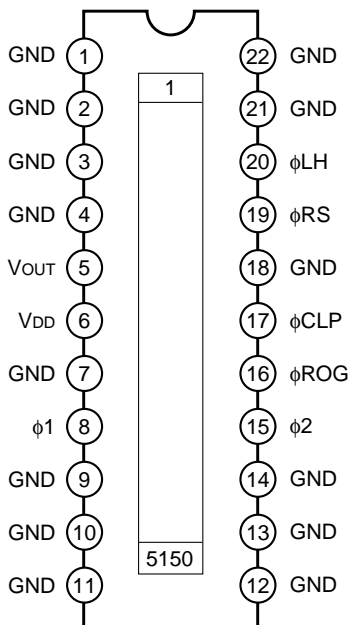 GND 1 1 22 GND
GND 2 21 GND
GND 3 20 ϕLH
GND 4 19 ϕRS
VOUT 5 18 GND
VDD 6 17 ϕCLP
GND 7 16 ϕROG
ϕ1 8 15 ϕ2
GND 9 14 GND
GND 10 13 GND
GND 11 5150 12 GND